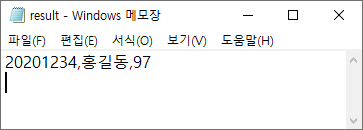 result - Windows 메모장
파일(F) 편집(E) 서식(O) 보기(V) 도움말(H)
20201234,홍길동,97